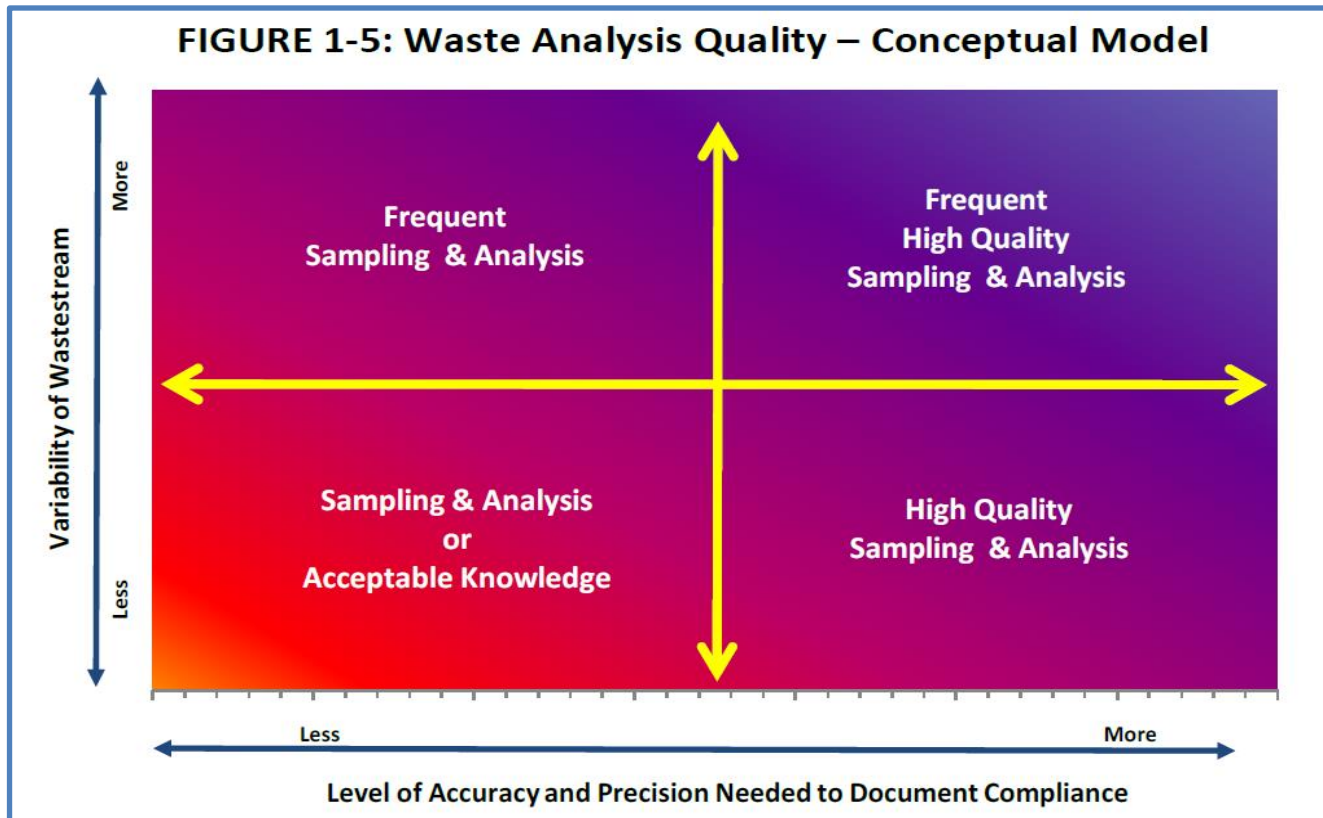 FIGURE 1-5: Waste Analysis Quality – Conceptual Model
Variability of Wastestream
More
Less
Frequent
Sampling & Analysis
Frequent
High Quality
Sampling & Analysis
Sampling & Analysis
or
Acceptable Knowledge
High Quality
Sampling & Analysis
Less
More
Level of Accuracy and Precision Needed to Document Compliance